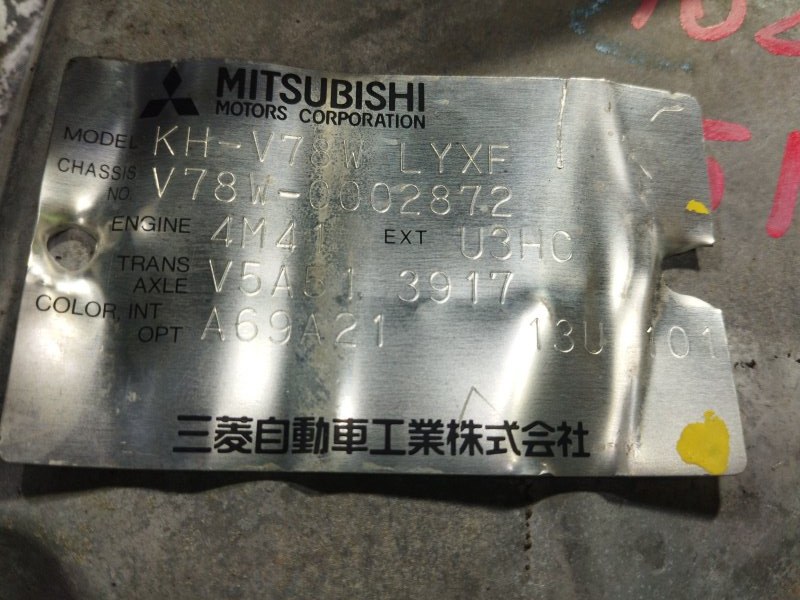 MITSUBISHI
MOTORS CORPORATION
MODEL KH-V78W LYXF
CHASSIS NO. V78W-0002872
ENGINE 4M41 EXT U3HC
TRANS AXLE V5A51 3917
COLOR, INT OPT A69A21 13U 101
三菱自動車工業株式会社